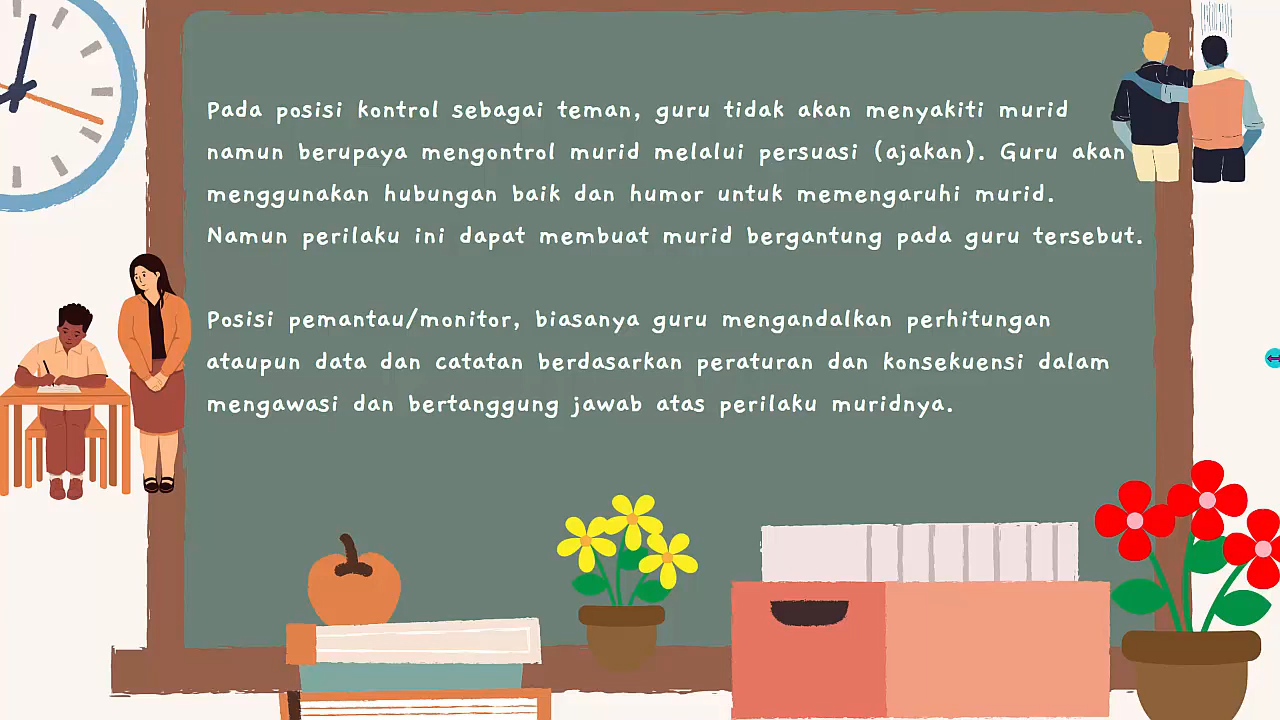 Pada posisi kontrol sebagai teman, guru tidak akan menyakiti murid
namun berupaya mengontrol murid melalui persuasi (ajakan). Guru akan
menggunakan hubungan baik dan humor untuk memengaruhi murid.
Namun perilaku ini dapat membuat murid bergantung pada guru tersebut.
Posisi pemantau/monitor, biasanya guru mengandalkan perhitungan
ataupun data dan catatan berdasarkan peraturan dan konsekuensi dalam
mengawasi dan bertanggung jawab atas perilaku muridnya.